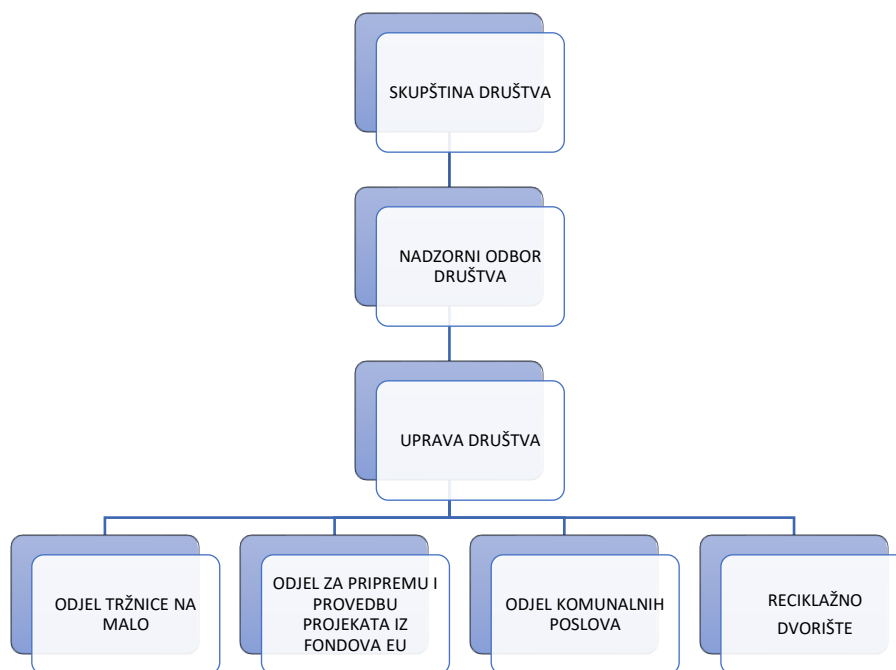 SKUPŠTINA DRUŠTVA
NADZORNI ODBOR
DRUŠTVA
UPRAVA DRUŠTVA
ODJEL TRŽNICE NA
MALO
ODJEL ZA PRIPREMU I
PROVEDBU
PROJEKATA IZ
FONDOVA EU
ODJEL KOMUNALNIH
POSLOVA
RECIKLAŽNO
DVORIŠTE